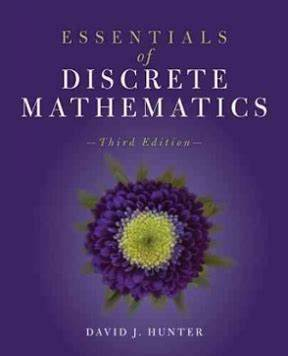 ESSENTIALS
of
DISCRETE
MATHEMATICS
—Third Edition—
DAVID J. HUNTER